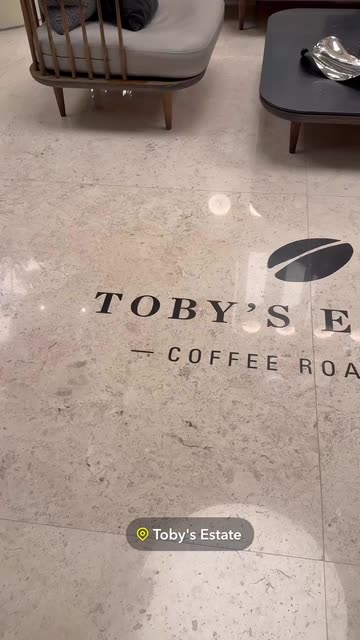 TOBY'S E
— COFFEE ROA
Toby's Estate